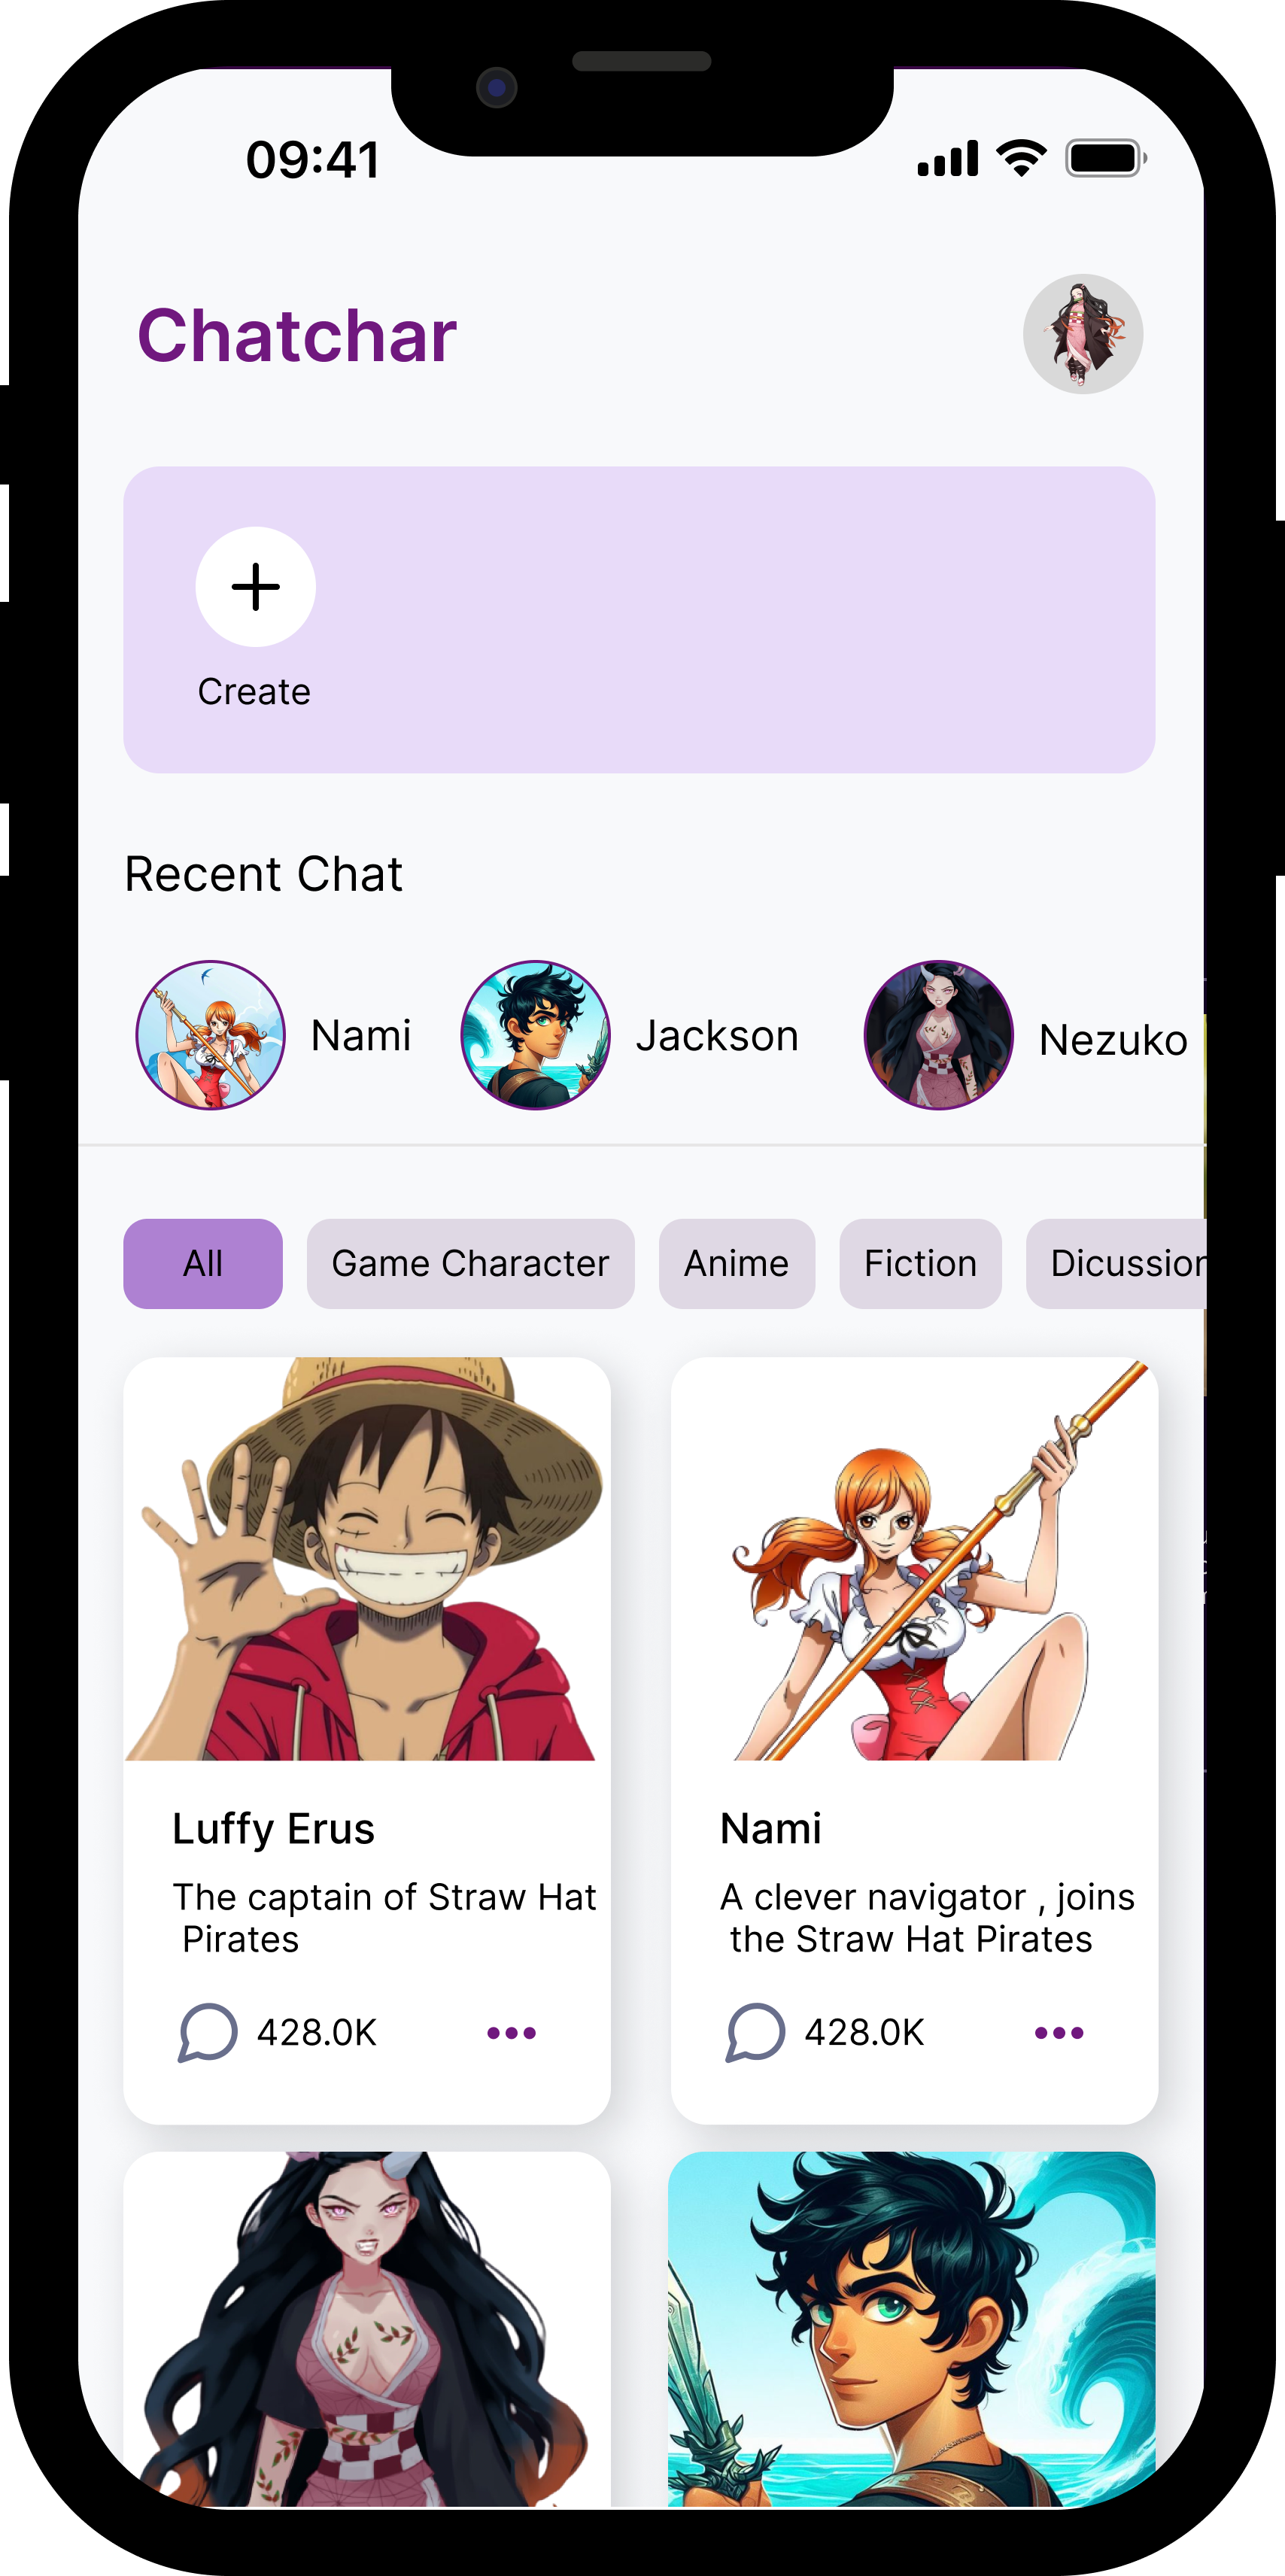 09:41
Chatchar
Create
Recent Chat
Nami
Jackson
Nezuko
All
Game Character
Anime
Fiction
Dicussion
Luffy Erus
The captain of Straw Hat
Pirates
428.0K
Nami
A clever navigator , joins
the Straw Hat Pirates
428.0K